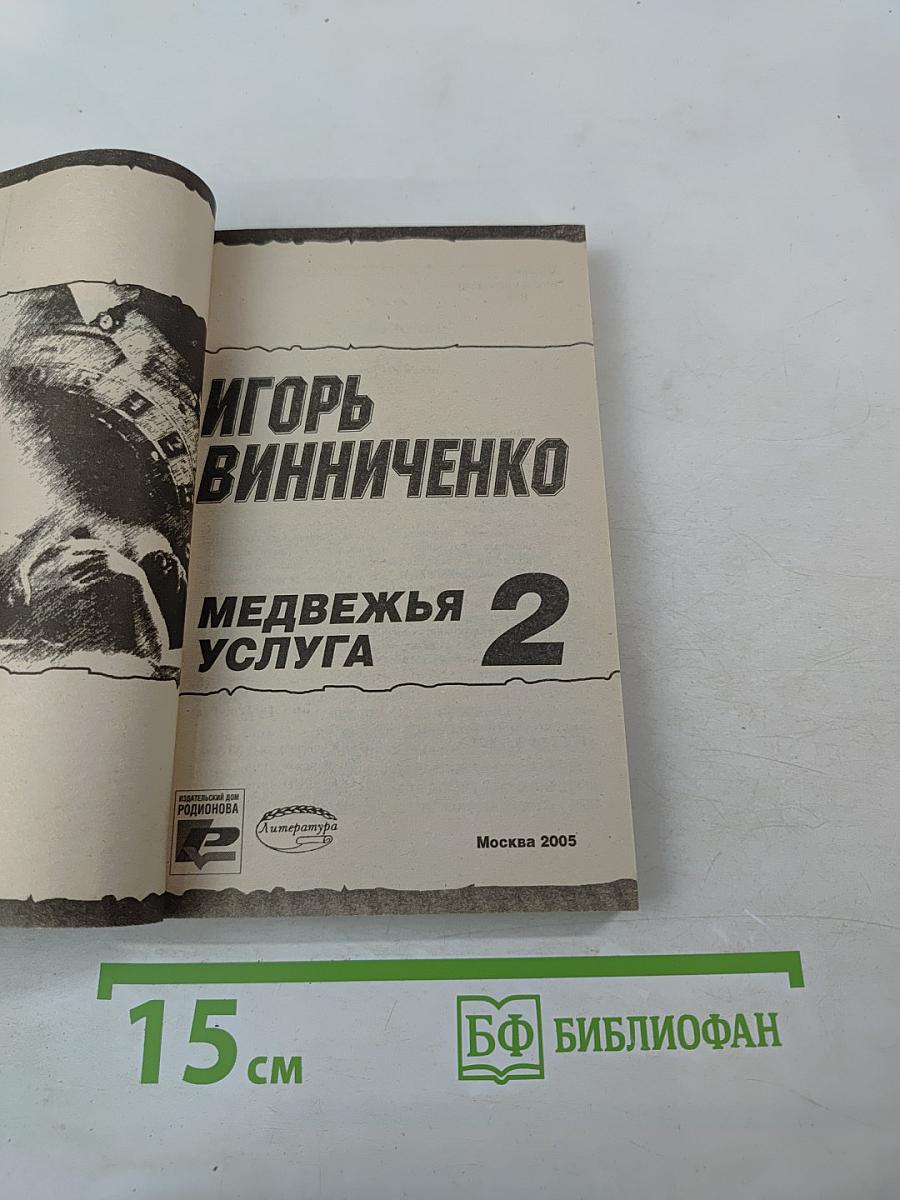 ИГОРЬ
ВИННИЧЕНКО
МЕДВЕЖЬЯ
УСЛУГА
2
ИЗДАТЕЛЬСКИЙ ДОМ
РОДИОНОВА
Литература
Москва 2005
15 см
БФ БИБЛИОФАН